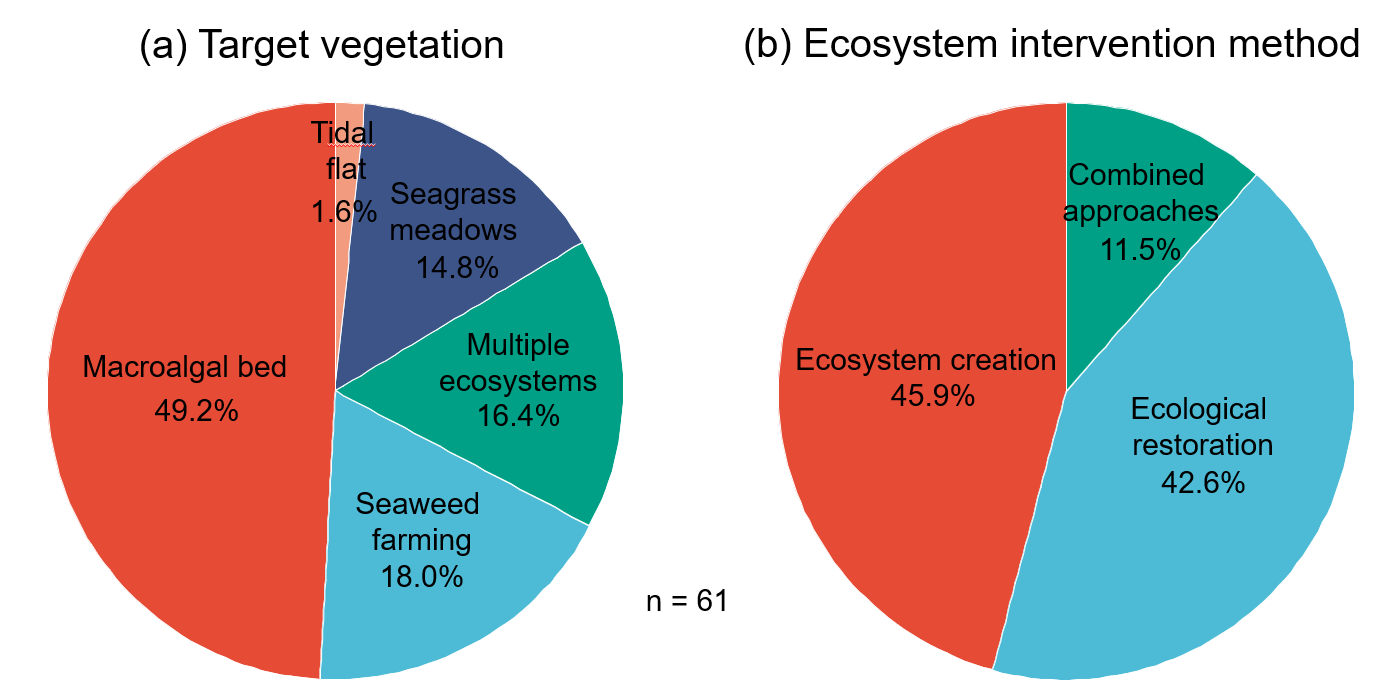 (a) Target vegetation
Tidal
flat
1.6%
Seagrass
meadows
14.8%
Multiple
ecosystems
16.4%
Seaweed
farming
18.0%
Macroalgal bed
49.2%
n = 61
(b) Ecosystem intervention method
Combined
approaches
11.5%
Ecological
restoration
42.6%
Ecosystem creation
45.9%